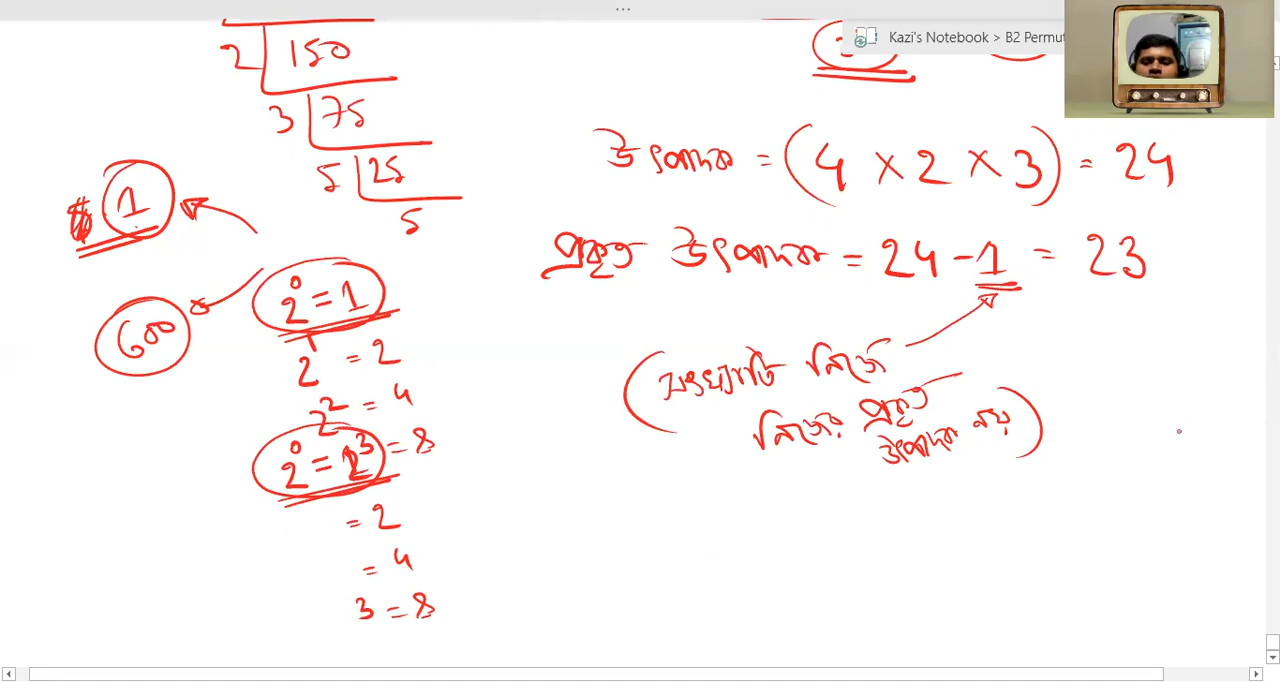 Kazi's Notebook > B2 Permut
2 150
3 75
5 25
5
1
600
2⁰ = 1
2¹ = 2
2² = 4
2³ = 8
2⁰ =
= 2
= 4
3 = 8
উৎপাদক = (4 × 2 × 3) = 24
প্রকৃত উৎপাদক = 24 - 1 = 23
(সংখ্যাটি নিজে
নিজের প্রকৃত
উৎপাদক নয়)